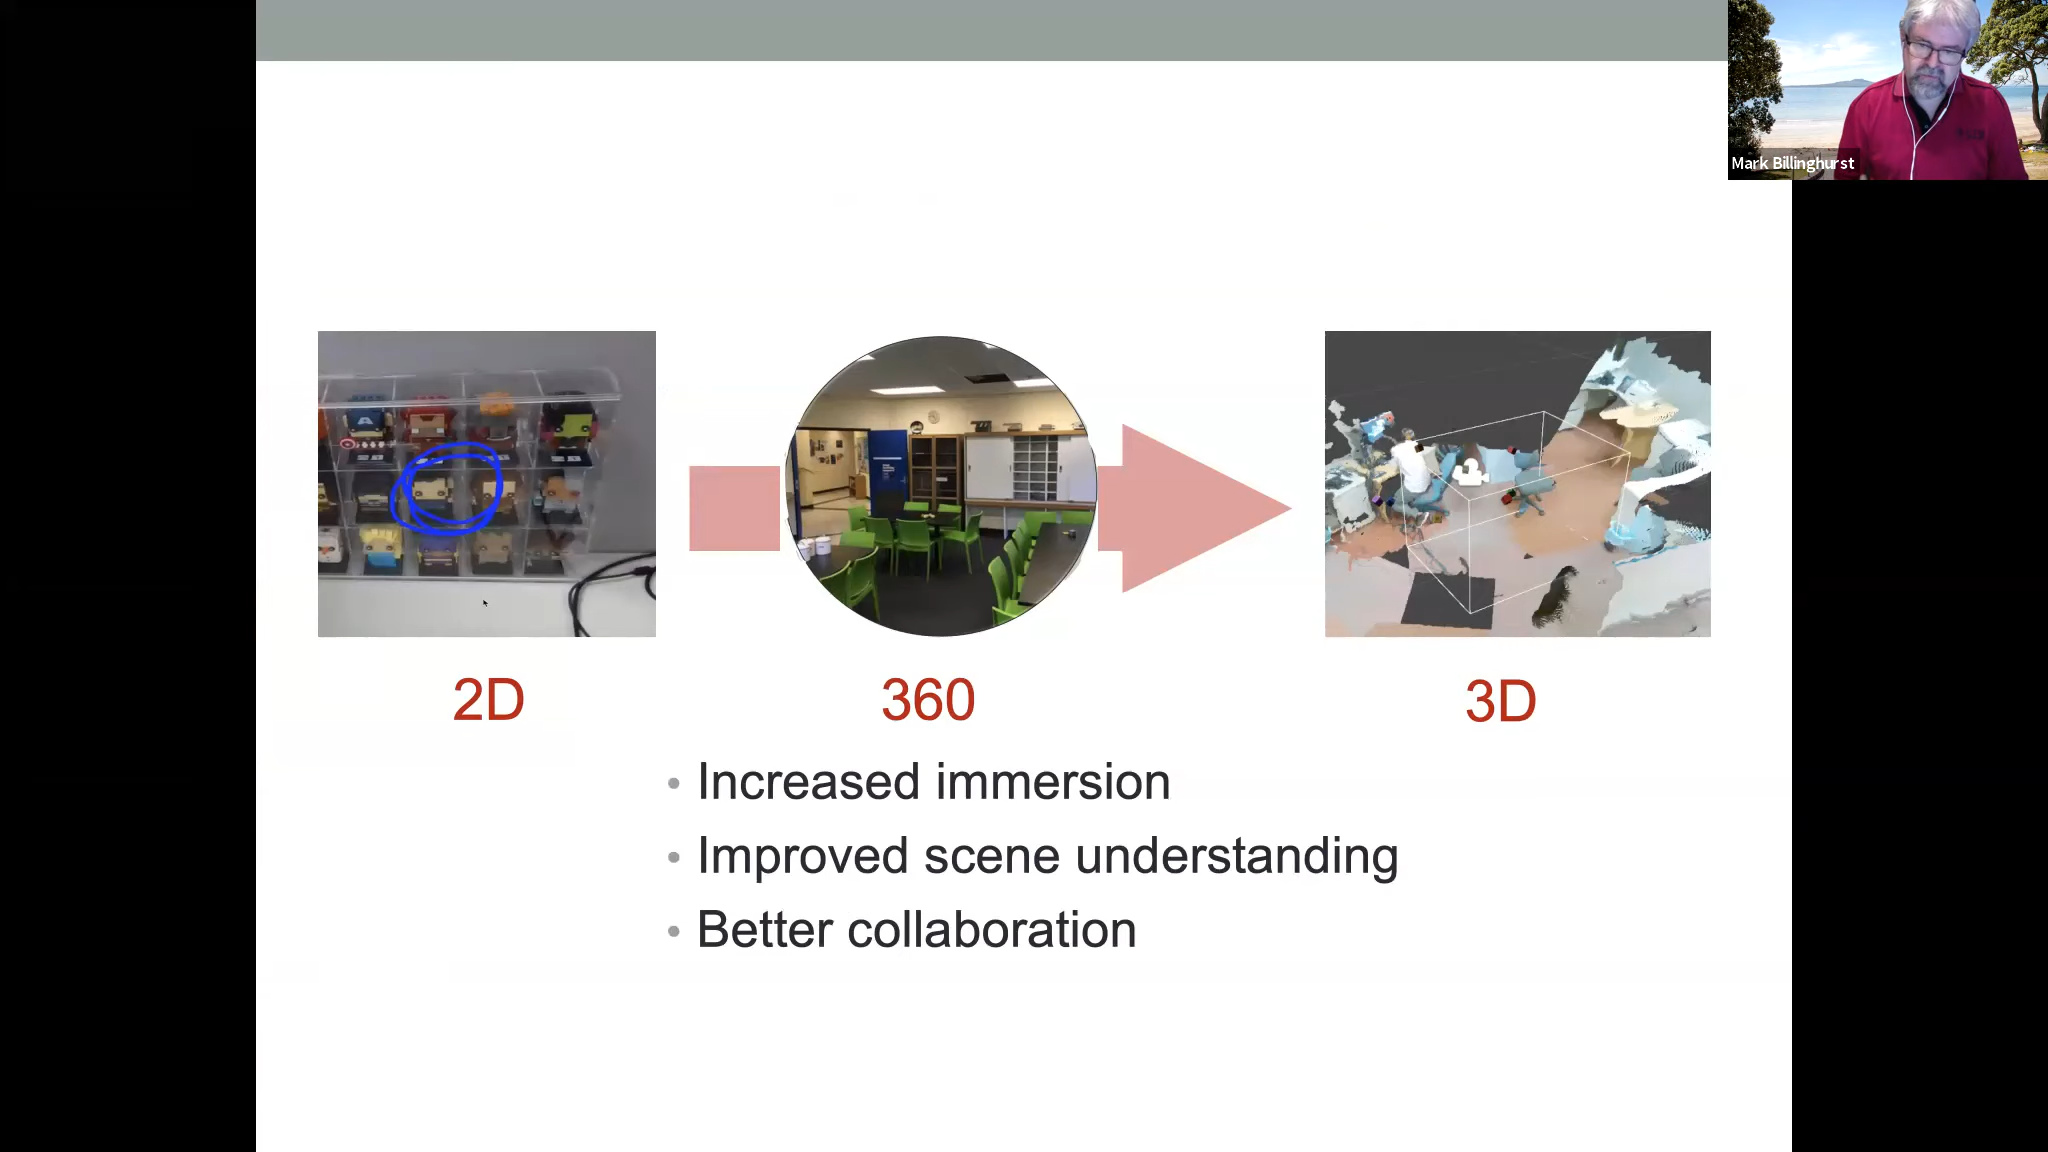 Mark Billinghurst
2D
360
3D
• Increased immersion
• Improved scene understanding
• Better collaboration